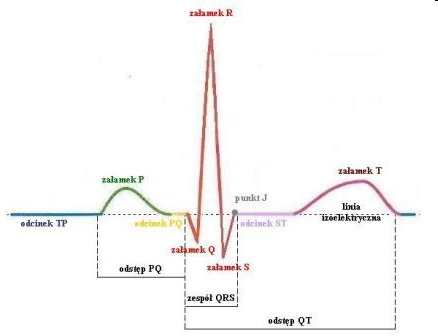 załamek R
załamek P
załamek T
punkt J
linia
izoelektryczna
odcinek TP
odcinek PQ
odcinek ST
załamek Q
załamek S
odstęp PQ
zespół QRS
odstęp QT